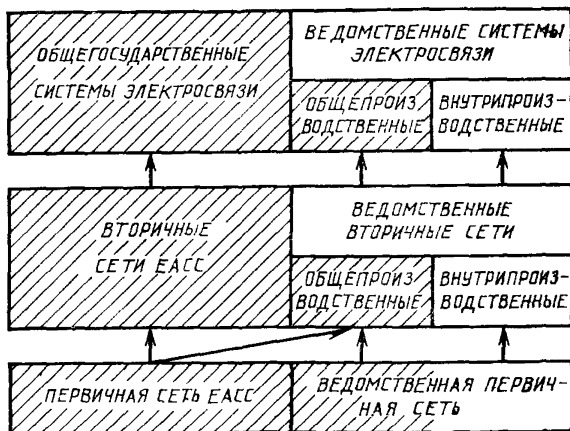 ОБЩЕГОСУДАРСТВЕННЫЕ
СИСТЕМЫ ЭЛЕКТРОСВЯЗИ
ВЕДОМСТВЕННЫЕ СИСТЕМЫ
ЭЛЕКТРОСВЯЗИ
ОБЩЕПРОИЗ
ВОДСТВЕННЫЕ
ВНУТРИПРОИЗ-
ВОДСТВЕННЫЕ
ВТОРИЧНЫЕ
СЕТИ ЕАСС
ВЕДОМСТВЕННЫЕ
ВТОРИЧНЫЕ СЕТИ
ОБЩЕПРОИЗ
ВОДСТВЕННЫЕ
ВНУТРИПРОИЗ-
ВОДСТВЕННЫЕ
ПЕРВИЧНАЯ СЕТЬ ЕАСС
ВЕДОМСТВЕННАЯ ПЕРВИЧ-
НАЯ СЕТЬ